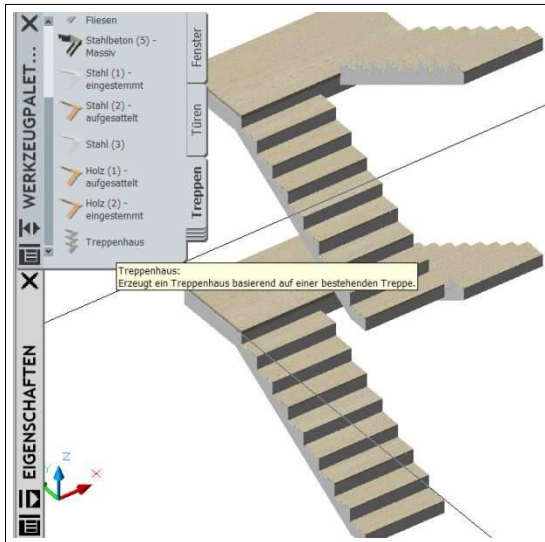 WERKZEUGPALET...
Fliesen
Stahlbeton (5) -
Massiv
Stahl (1) -
eingestemmt
Stahl (2) -
aufgesattelt
Stahl (3)
Holz (1) -
aufgesattelt
Holz (2) -
eingestemmt
Treppenhaus
Fenster
Türen
Treppen
Treppenhaus:
Erzeugt ein Treppenhaus basierend auf einer bestehenden Treppe.
EIGENSCHAFTEN
Z
Y
X